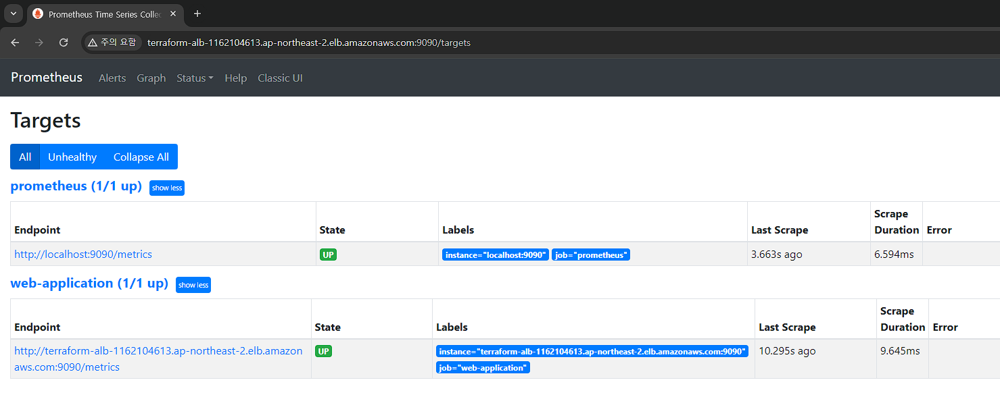 Prometheus Time Series Collec
주의 요함 terraform-alb-1162104613.ap-northeast-2.elb.amazonaws.com:9090/targets
Prometheus Alerts Graph Status Help Classic UI
Targets
All Unhealthy Collapse All
prometheus (1/1 up) show less
Endpoint State Labels Last Scrape Scrape Duration Error
http://localhost:9090/metrics UP instance="localhost:9090" job="prometheus" 3.663s ago 6.594ms
web-application (1/1 up) show less
Endpoint State Labels Last Scrape Scrape Duration Error
http://terraform-alb-1162104613.ap-northeast-2.elb.amazon UP instance="terraform-alb-1162104613.ap-northeast-2.elb.amazonaws.com:9090" 10.295s ago 9.645ms
aws.com:9090/metrics job="web-application"